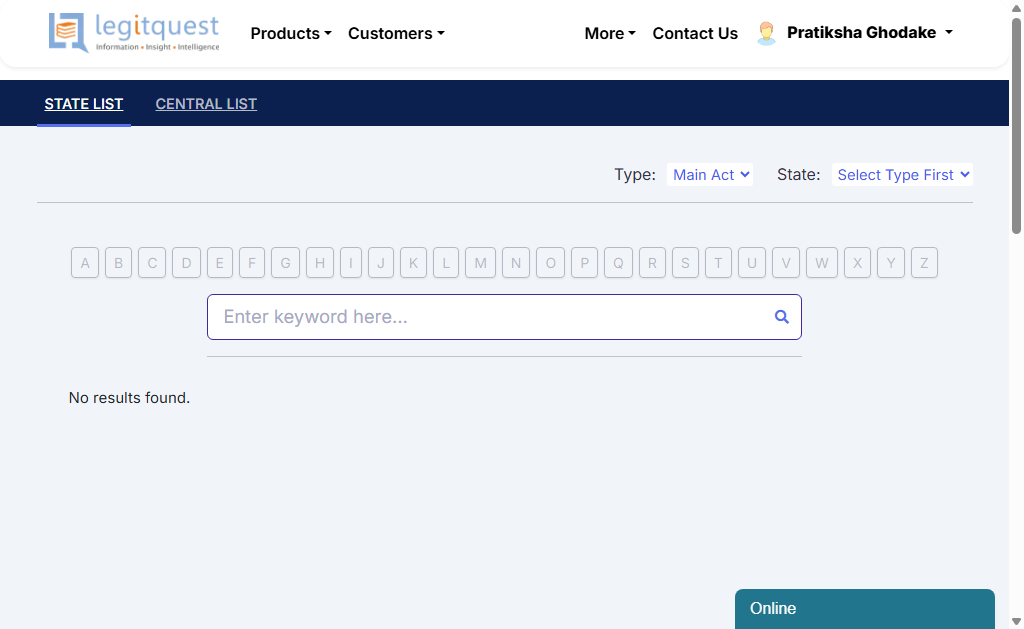 legitquest
Information • Insight • Intelligence
Products
Customers
More
Contact Us
Pratiksha Ghodake
STATE LIST
CENTRAL LIST
Type: Main Act
State: Select Type First
A B C D E F G H I J K L M N O P Q R S T U V W X Y Z
Enter keyword here...
No results found.
Online